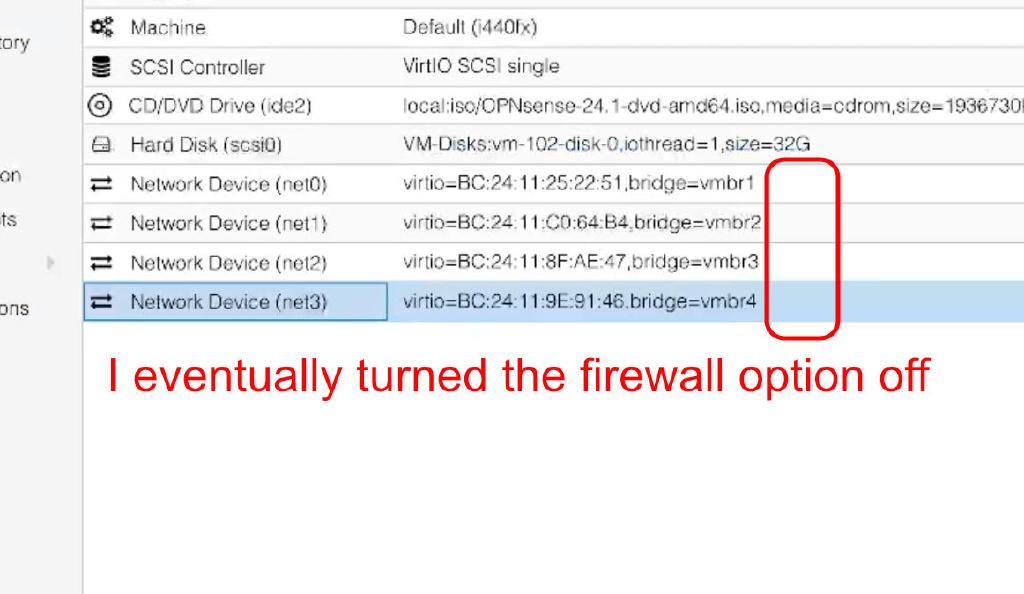 Machine Default (i440fx)
tory
SCSI Controller VirtIO SCSI single
CD/DVD Drive (ide2) local:iso/OPNsense-24.1-dvd-amd64.iso,media=cdrom,size=1936730
Hard Disk (scsi0) VM-Disks:vm-102-disk-0,iothread=1,size=32G
on
Network Device (net0) virtio=BC:24:11:25:22:51,bridge=vmbr1
ts
Network Device (net1) virtio=BC:24:11:C0:64:B4,bridge=vmbr2
Network Device (net2) virtio=BC:24:11:8F:AE:47,bridge=vmbr3
ons
Network Device (net3) virtio=BC:24:11:9E:91:46,bridge=vmbr4
I eventually turned the firewall option off